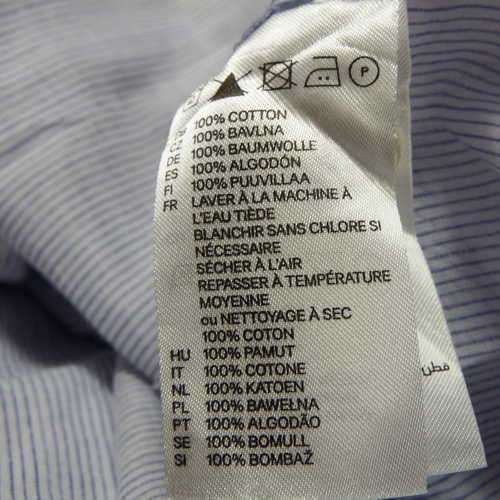 P
100% COTTON
100% BAVLNA
DE 100% BAUMWOLLE
ES 100% ALGODÓN
FI 100% PUUVILLAA
FR LAVER À LA MACHINE À
L'EAU TIÈDE
BLANCHIR SANS CHLORE SI
NÉCESSAIRE
SÉCHER À L'AIR
REPASSER À TEMPÉRATURE
MOYENNE
ou NETTOYAGE À SEC
100% COTON
HU 100% PAMUT
IT 100% COTONE
NL 100% KATOEN
PL 100% BAWEŁNA
PT 100% ALGODÃO
SE 100% BOMULL
SI 100% BOMBAŽ
قطن